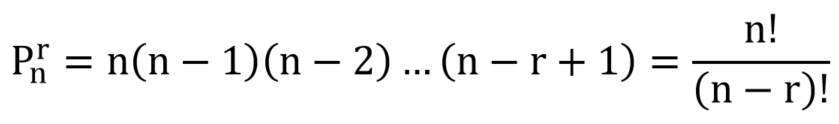 P_n^r = n(n − 1)(n − 2) … (n − r + 1) = n!/(n − r)!